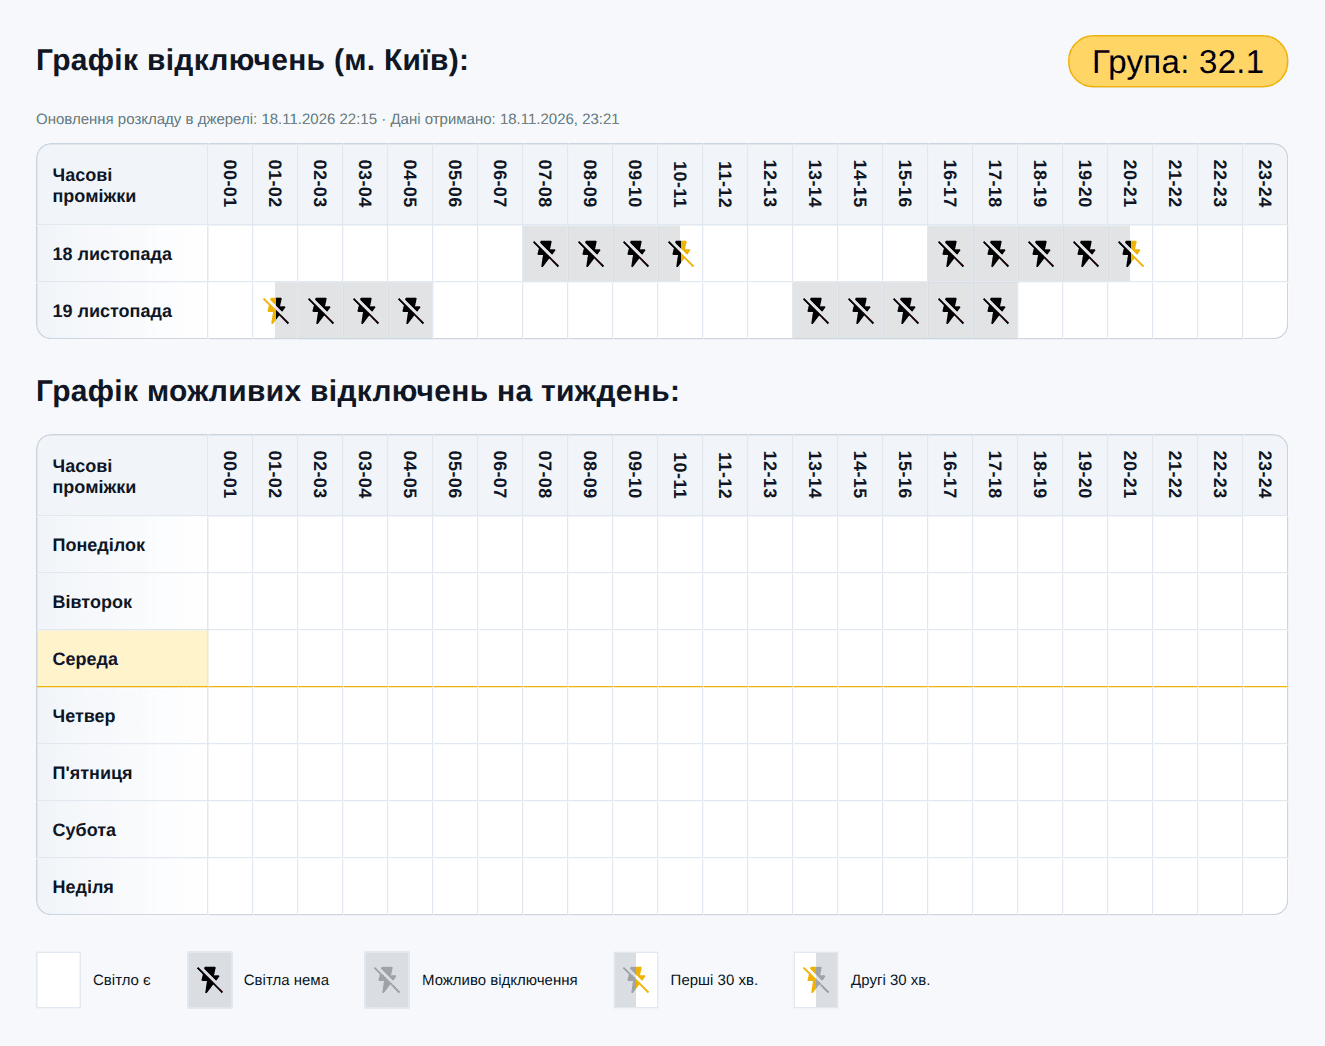 Графік відключень (м. Київ):
Група: 32.1
Оновлення розкладу в джерелі: 18.11.2026 22:15 · Дані отримано: 18.11.2026, 23:21
Часові
проміжки
00-01 01-02 02-03 03-04 04-05 05-06 06-07 07-08 08-09 09-10 10-11 11-12 12-13 13-14 14-15 15-16 16-17 17-18 18-19 19-20 20-21 21-22 22-23 23-24
18 листопада
19 листопада
Графік можливих відключень на тиждень:
Часові
проміжки
00-01 01-02 02-03 03-04 04-05 05-06 06-07 07-08 08-09 09-10 10-11 11-12 12-13 13-14 14-15 15-16 16-17 17-18 18-19 19-20 20-21 21-22 22-23 23-24
Понеділок
Вівторок
Середа
Четвер
П'ятниця
Субота
Неділя
Світло є
Світла нема
Можливо відключення
Перші 30 хв.
Другі 30 хв.